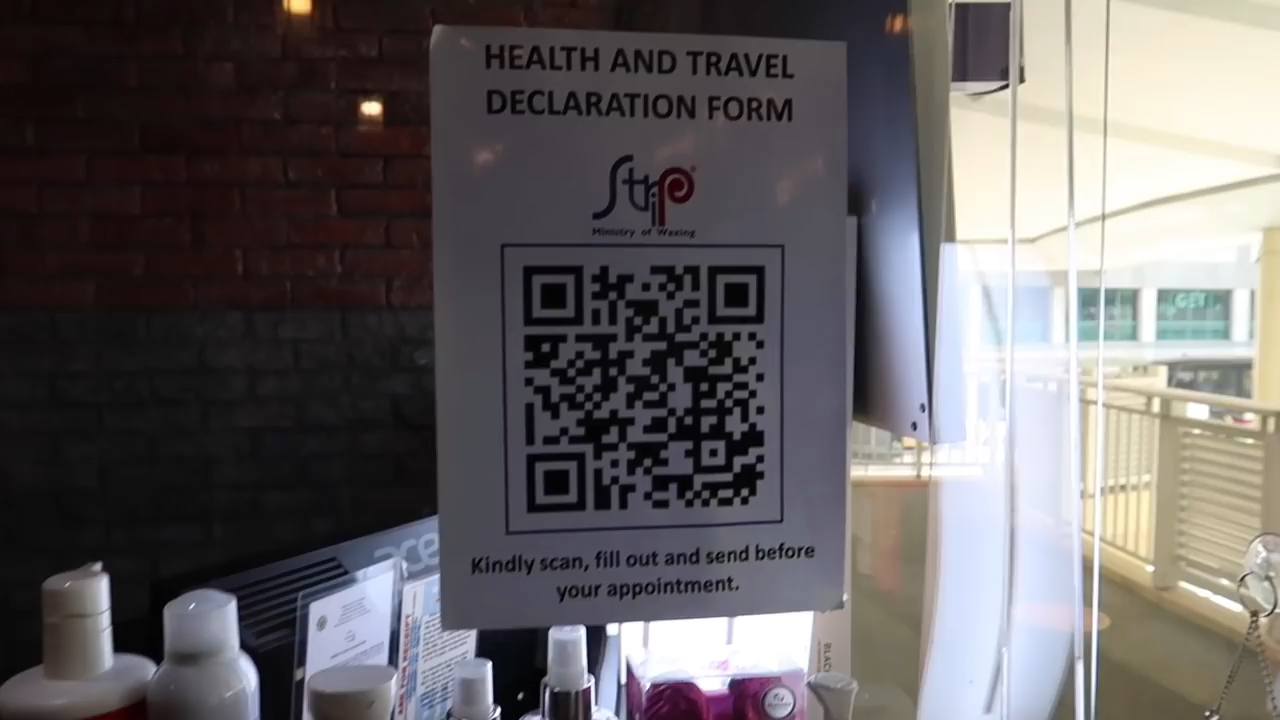 HEALTH AND TRAVEL
DECLARATION FORM
Strip
Ministry of Waxing
Kindly scan, fill out and send before
your appointment.
acer
GET